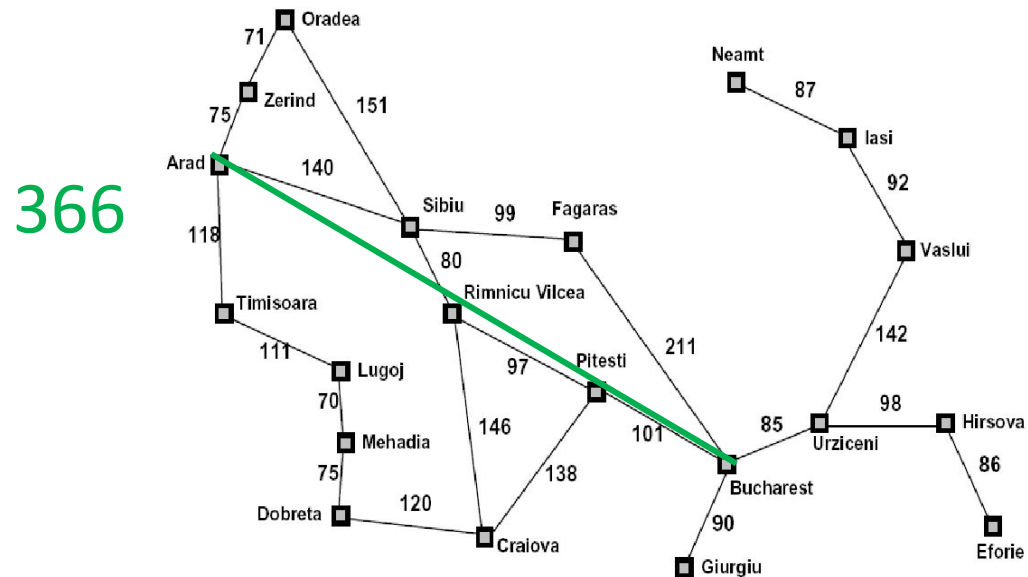 Oradea
71
Neamt
87
Zerind
151
75
Iasi
Arad
140
92
366
Sibiu
99
Fagaras
118
80
Vaslui
Timisoara
Rimnicu Vilcea
142
111
Lugoj
97
Pitesti
211
70
98
Hirsova
146
101
85
Urziceni
Mehadia
86
75
138
Bucharest
Dobreta
120
90
Craiova
Eforie
Giurgiu